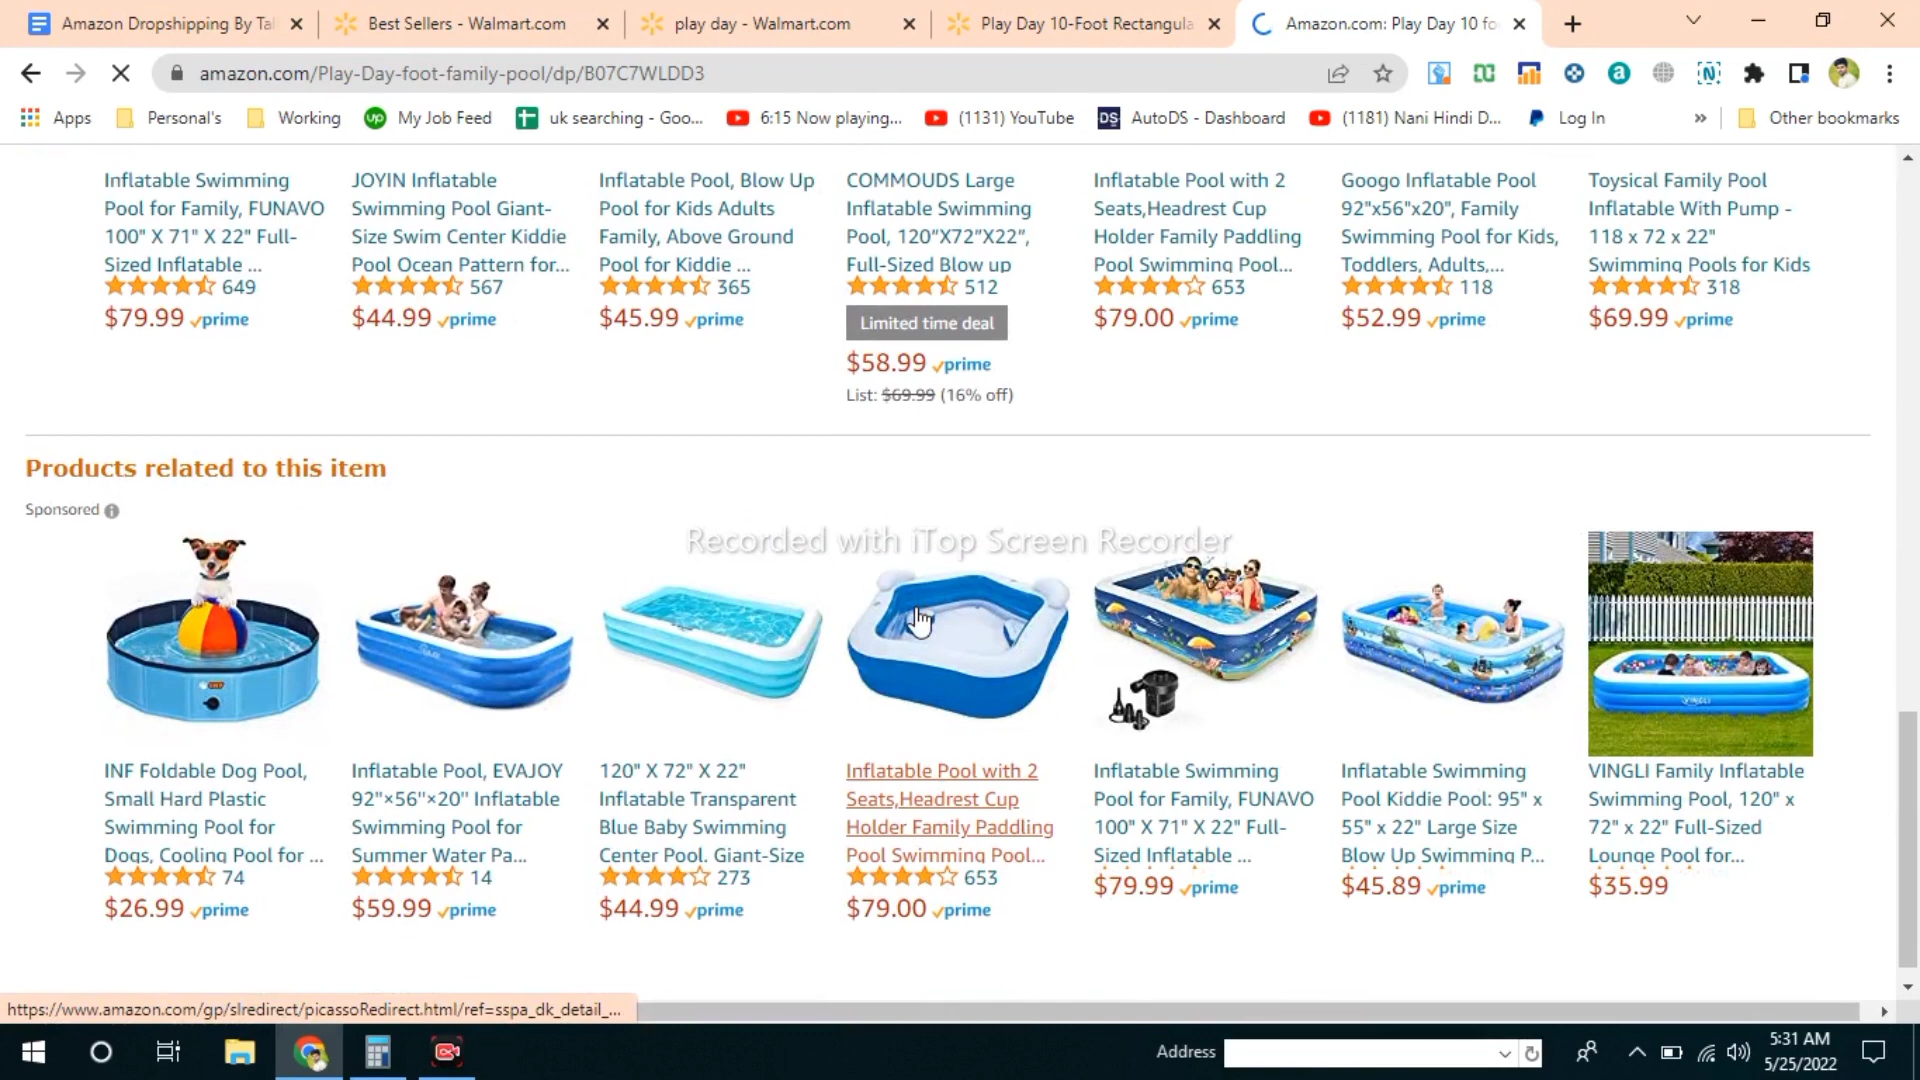 Amazon Dropshipping By Tal
Best Sellers - Walmart.com
play day - Walmart.com
Play Day 10-Foot Rectangula
Amazon.com: Play Day 10 fo
amazon.com/Play-Day-foot-family-pool/dp/B07C7WLDD3
Apps
Personal's
Working
My Job Feed
uk searching - Goo...
6:15 Now playing...
(1131) YouTube
DS
AutoDS - Dashboard
(1181) Nani Hindi D...
Log In
Other bookmarks
Inflatable Swimming
Pool for Family, FUNAVO
100" X 71" X 22" Full-
Sized Inflatable ...
649
$79.99 prime
JOYIN Inflatable
Swimming Pool Giant-
Size Swim Center Kiddie
Pool Ocean Pattern for...
567
$44.99 prime
Inflatable Pool, Blow Up
Pool for Kids Adults
Family, Above Ground
Pool for Kiddie ...
365
$45.99 prime
COMMOUDS Large
Inflatable Swimming
Pool, 120”X72”X22”,
Full-Sized Blow up
512
Limited time deal
$58.99 prime
List: $69.99 (16% off)
Inflatable Pool with 2
Seats,Headrest Cup
Holder Family Paddling
Pool Swimming Pool...
653
$79.00 prime
Googo Inflatable Pool
92"x56"x20", Family
Swimming Pool for Kids,
Toddlers, Adults,...
118
$52.99 prime
Toysical Family Pool
Inflatable With Pump -
118 x 72 x 22"
Swimming Pools for Kids
318
$69.99 prime
Products related to this item
Sponsored
Recorded with iTop Screen Recorder
INF Foldable Dog Pool,
Small Hard Plastic
Swimming Pool for
Dogs, Cooling Pool for ...
74
$26.99 prime
Inflatable Pool, EVAJOY
92''×56''×20'' Inflatable
Swimming Pool for
Summer Water Pa...
14
$59.99 prime
120" X 72" X 22"
Inflatable Transparent
Blue Baby Swimming
Center Pool. Giant-Size
273
$44.99 prime
Inflatable Pool with 2
Seats,Headrest Cup
Holder Family Paddling
Pool Swimming Pool...
653
$79.00 prime
Inflatable Swimming
Pool for Family, FUNAVO
100" X 71" X 22" Full-
Sized Inflatable ...
$79.99 prime
Inflatable Swimming
Pool Kiddie Pool: 95" x
55" x 22" Large Size
Blow Up Swimming P...
$45.89 prime
VINGLI
VINGLI Family Inflatable
Swimming Pool, 120" x
72" x 22" Full-Sized
Lounge Pool for...
$35.99
https://www.amazon.com/gp/slredirect/picassoRedirect.html/ref=sspa_dk_detail_...
Address
5:31 AM
5/25/2022